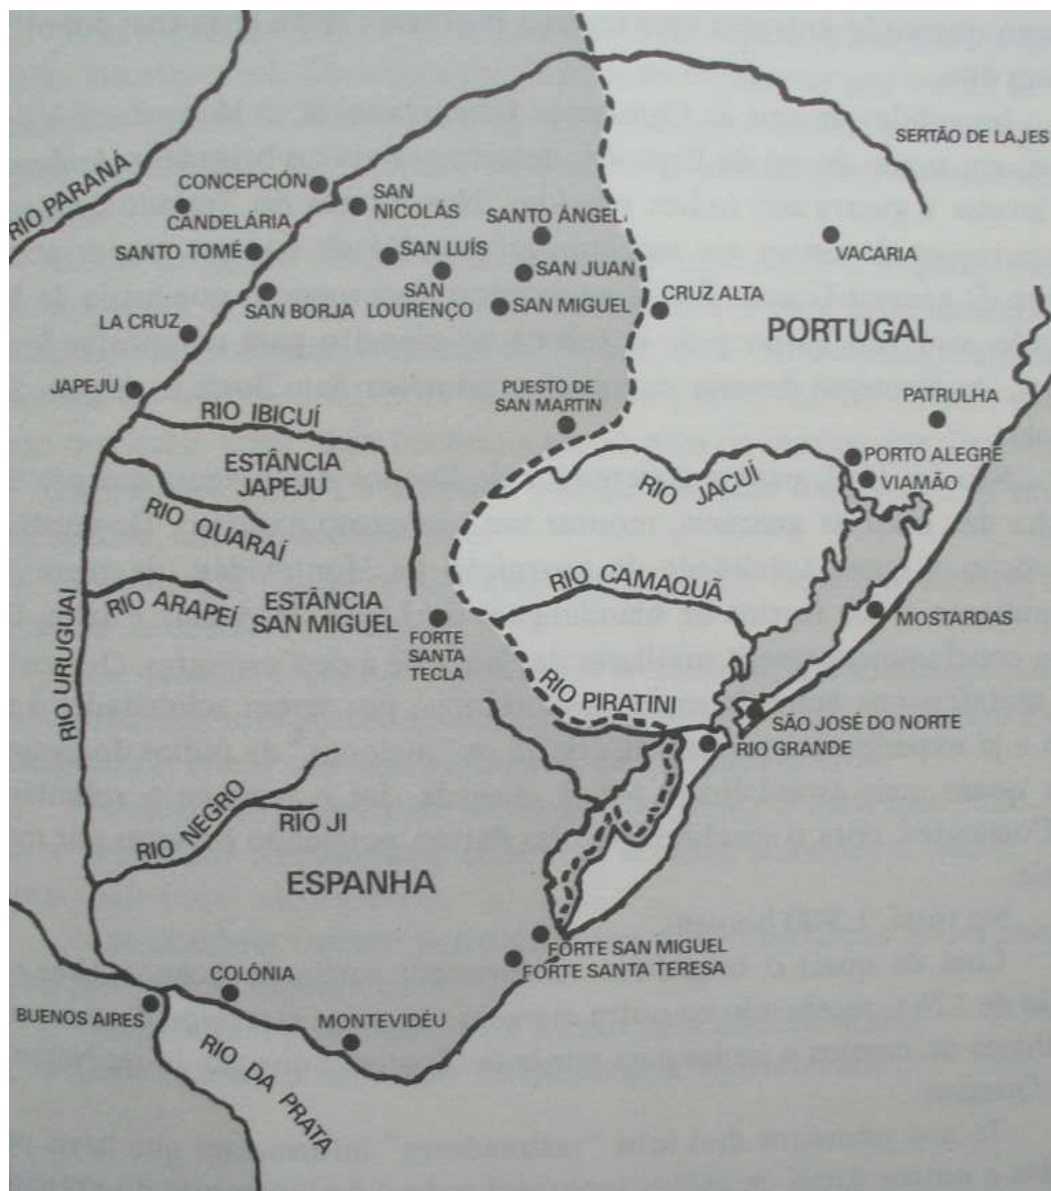 SERTÃO DE LAJES
RIO PARANÁ
CONCEPCIÓN
SAN
NICOLÁS
CANDELÁRIA
SANTO ÁNGEL
SANTO TOMÉ
SAN LUÍS
VACARIA
SAN JUAN
SAN
LOURENÇO
SAN BORJA
SAN MIGUEL
CRUZ ALTA
LA CRUZ
PORTUGAL
JAPEJU
PUESTO DE
SAN MARTIN
PATRULHA
RIO IBICUÍ
PORTO ALEGRE
ESTÂNCIA
JAPEJU
RIO JACUÍ
VIAMÃO
RIO QUARAÍ
RIO CAMAQUÃ
RIO ARAPEÍ
ESTÂNCIA
SAN MIGUEL
MOSTARDAS
FORTE
SANTA
TECLA
RIO URUGUAI
RIO PIRATINI
SÃO JOSÉ DO NORTE
RIO GRANDE
RIO NEGRO
RIO JI
ESPANHA
FORTE SAN MIGUEL
FORTE SANTA TERESA
COLÔNIA
BUENOS AIRES
MONTEVIDÉU
RIO DA PRATA